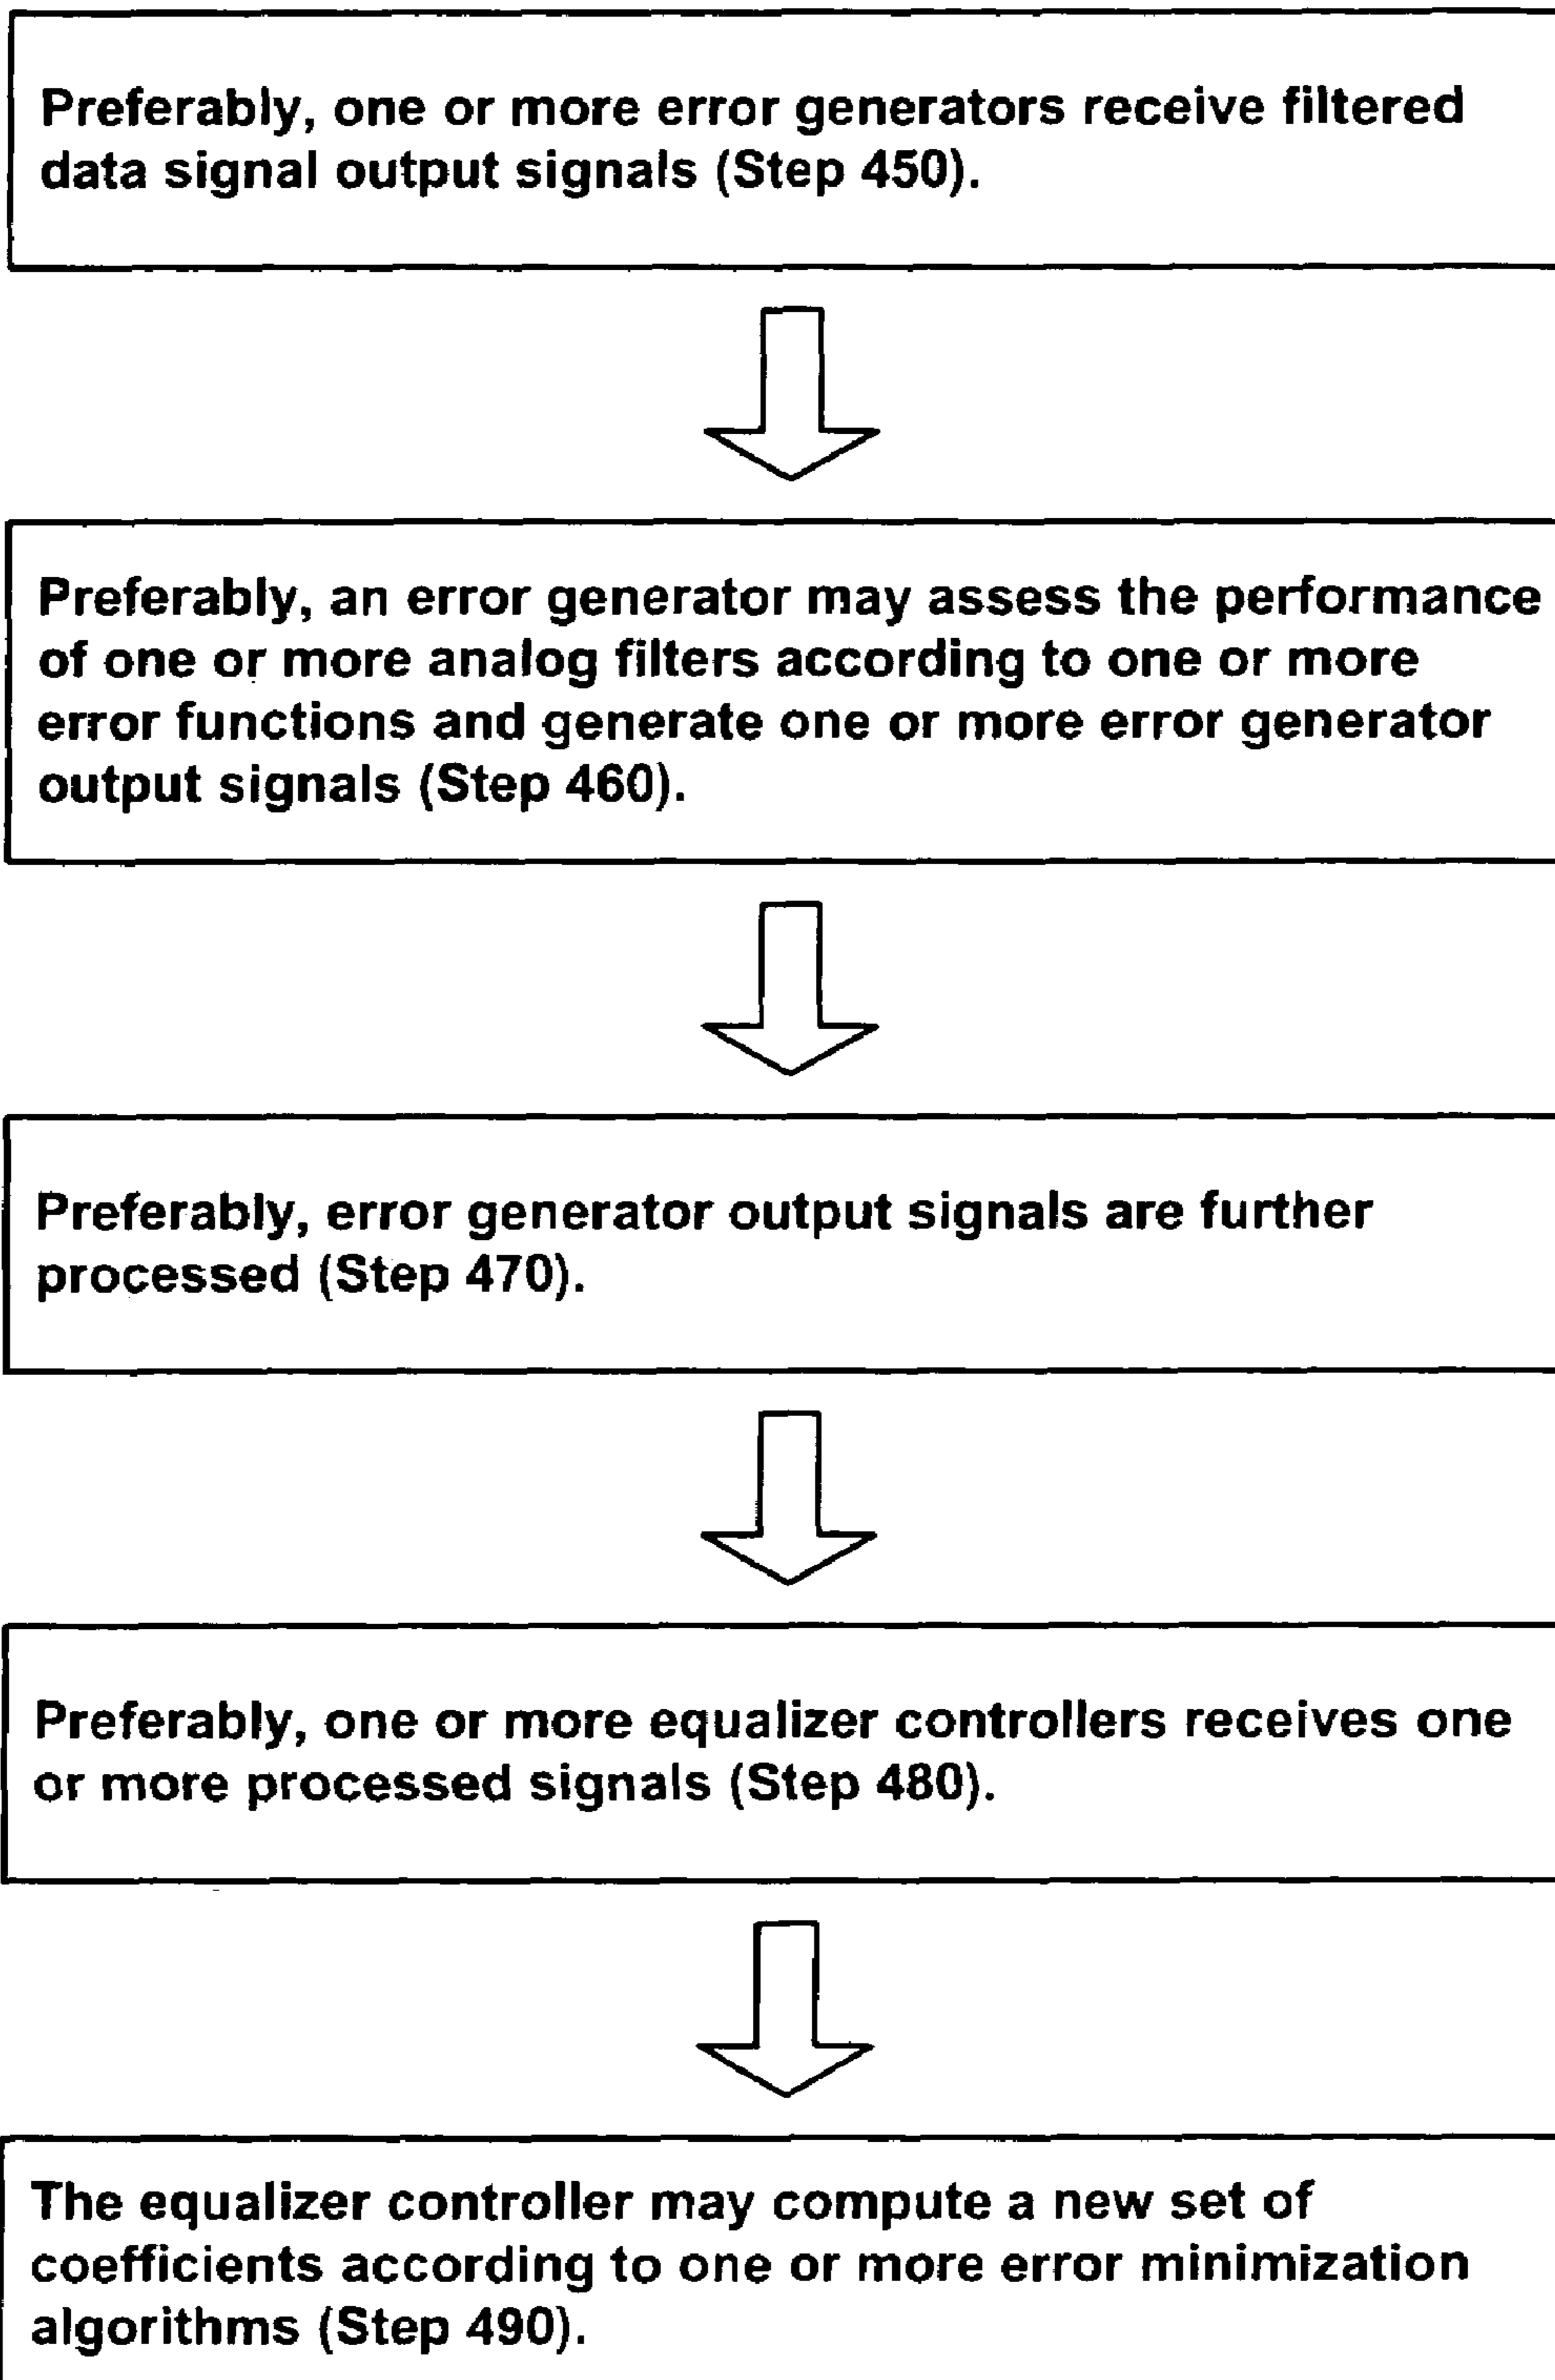 Preferably, one or more error generators receive filtered
data signal output signals (Step 450).
Preferably, an error generator may assess the performance
of one or more analog filters according to one or more
error functions and generate one or more error generator
output signals (Step 460).
Preferably, error generator output signals are further
processed (Step 470).
Preferably, one or more equalizer controllers receives one
or more processed signals (Step 480).
The equalizer controller may compute a new set of
coefficients according to one or more error minimization
algorithms (Step 490).